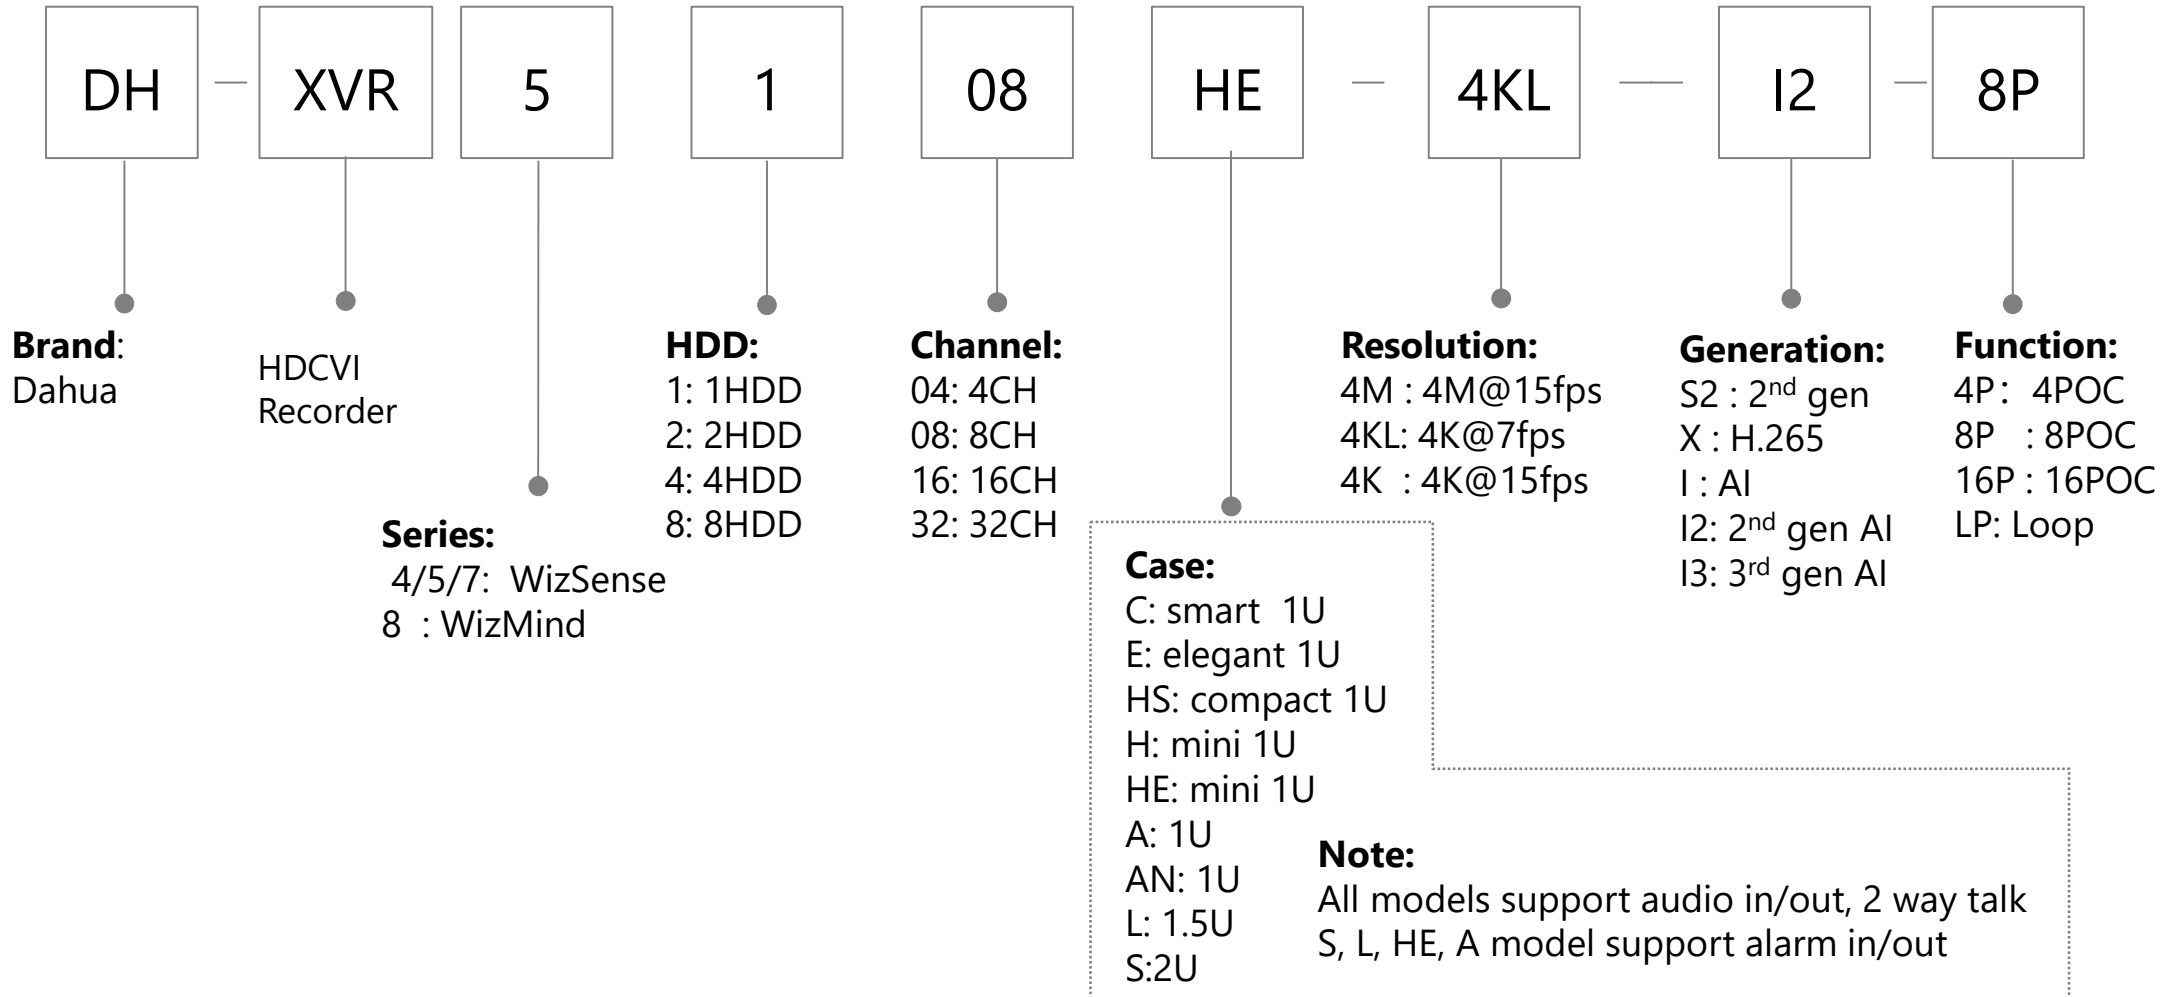 DH - XVR 5 1 08 HE - 4KL — I2 - 8P
Brand:
Dahua
HDCVI
Recorder
Series:
4/5/7: WizSense
8 : WizMind
HDD:
1: 1HDD
2: 2HDD
4: 4HDD
8: 8HDD
Channel:
04: 4CH
08: 8CH
16: 16CH
32: 32CH
Case:
C: smart 1U
E: elegant 1U
HS: compact 1U
H: mini 1U
HE: mini 1U
A: 1U
AN: 1U
L: 1.5U
S:2U
Note:
All models support audio in/out, 2 way talk
S, L, HE, A model support alarm in/out
Resolution:
4M : 4M@15fps
4KL: 4K@7fps
4K : 4K@15fps
Generation:
S2 : 2nd gen
X : H.265
I : AI
I2: 2nd gen AI
I3: 3rd gen AI
Function:
4P: 4POC
8P : 8POC
16P : 16POC
LP: Loop